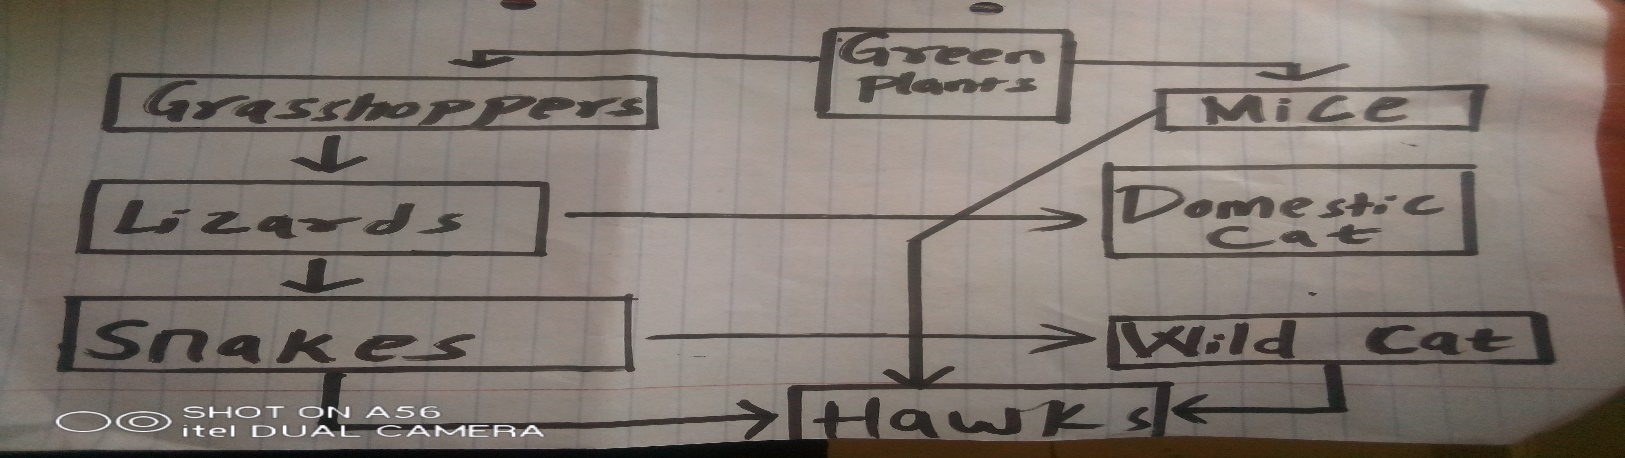 Green
Plants
Grasshoppers
Mice
Lizards
Domestic
Cat
Snakes
Wild Cat
Hawks
SHOT ON A56
itel DUAL CAMERA